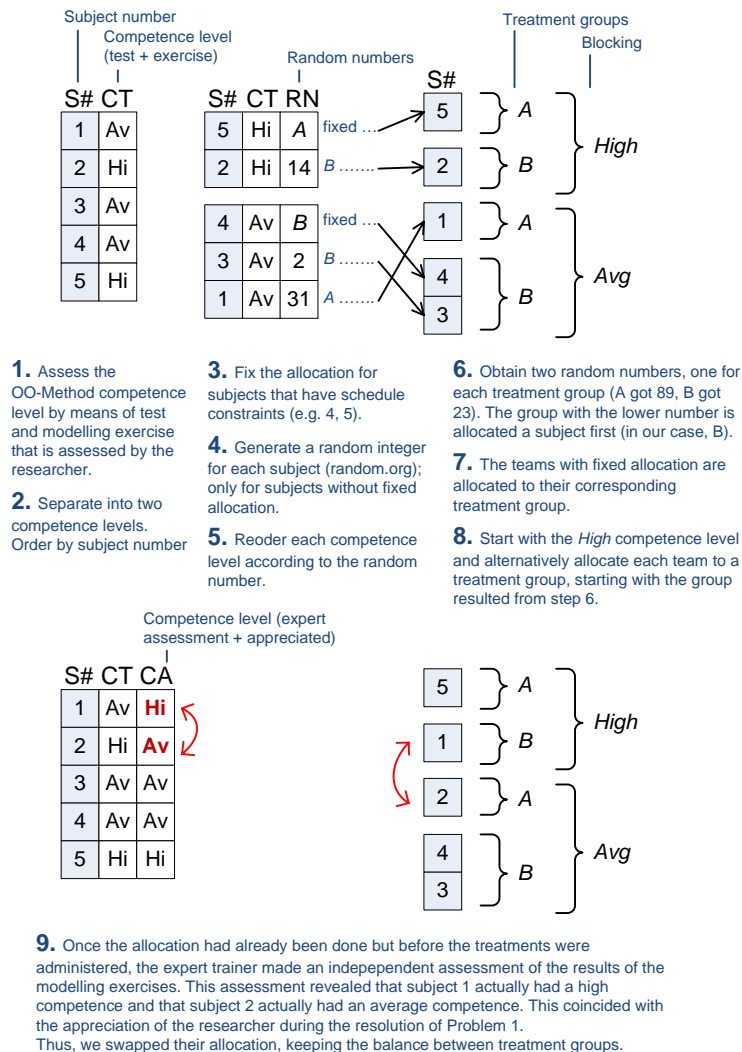 Subject number
Competence level
(test + exercise)
S# CT
1 Av
2 Hi
3 Av
4 Av
5 Hi
Random numbers
S# CT RN
5 Hi A fixed ...
2 Hi 14 B .......
4 Av B fixed ...
3 Av 2 B .......
1 Av 31 A .......
Treatment groups
Blocking
S#
5 A
2 B
High
1 A
4
3
B
Avg
1. Assess the
OO-Method competence
level by means of test
and modelling exercise
that is assessed by the
researcher.
2. Separate into two
competence levels.
Order by subject number
3. Fix the allocation for
subjects that have schedule
constraints (e.g. 4, 5).
4. Generate a random integer
for each subject (random.org);
only for subjects without fixed
allocation.
5. Reoder each competence
level according to the random
number.
6. Obtain two random numbers, one for
each treatment group (A got 89, B got
23). The group with the lower number is
allocated a subject first (in our case, B).
7. The teams with fixed allocation are
allocated to their corresponding
treatment group.
8. Start with the High competence level
and alternatively allocate each team to a
treatment group, starting with the group
resulted from step 6.
Competence level (expert
assessment + appreciated)
S# CT CA
1 Av Hi
2 Hi Av
3 Av Av
4 Av Av
5 Hi Hi
5 A
1 B
High
2 A
4
3
B
Avg
9. Once the allocation had already been done but before the treatments were
administered, the expert trainer made an independent assessment of the results of the
modelling exercises. This assessment revealed that subject 1 actually had a high
competence and that subject 2 actually had an average competence. This coincided with
the appreciation of the researcher during the resolution of Problem 1.
Thus, we swapped their allocation, keeping the balance between treatment groups.